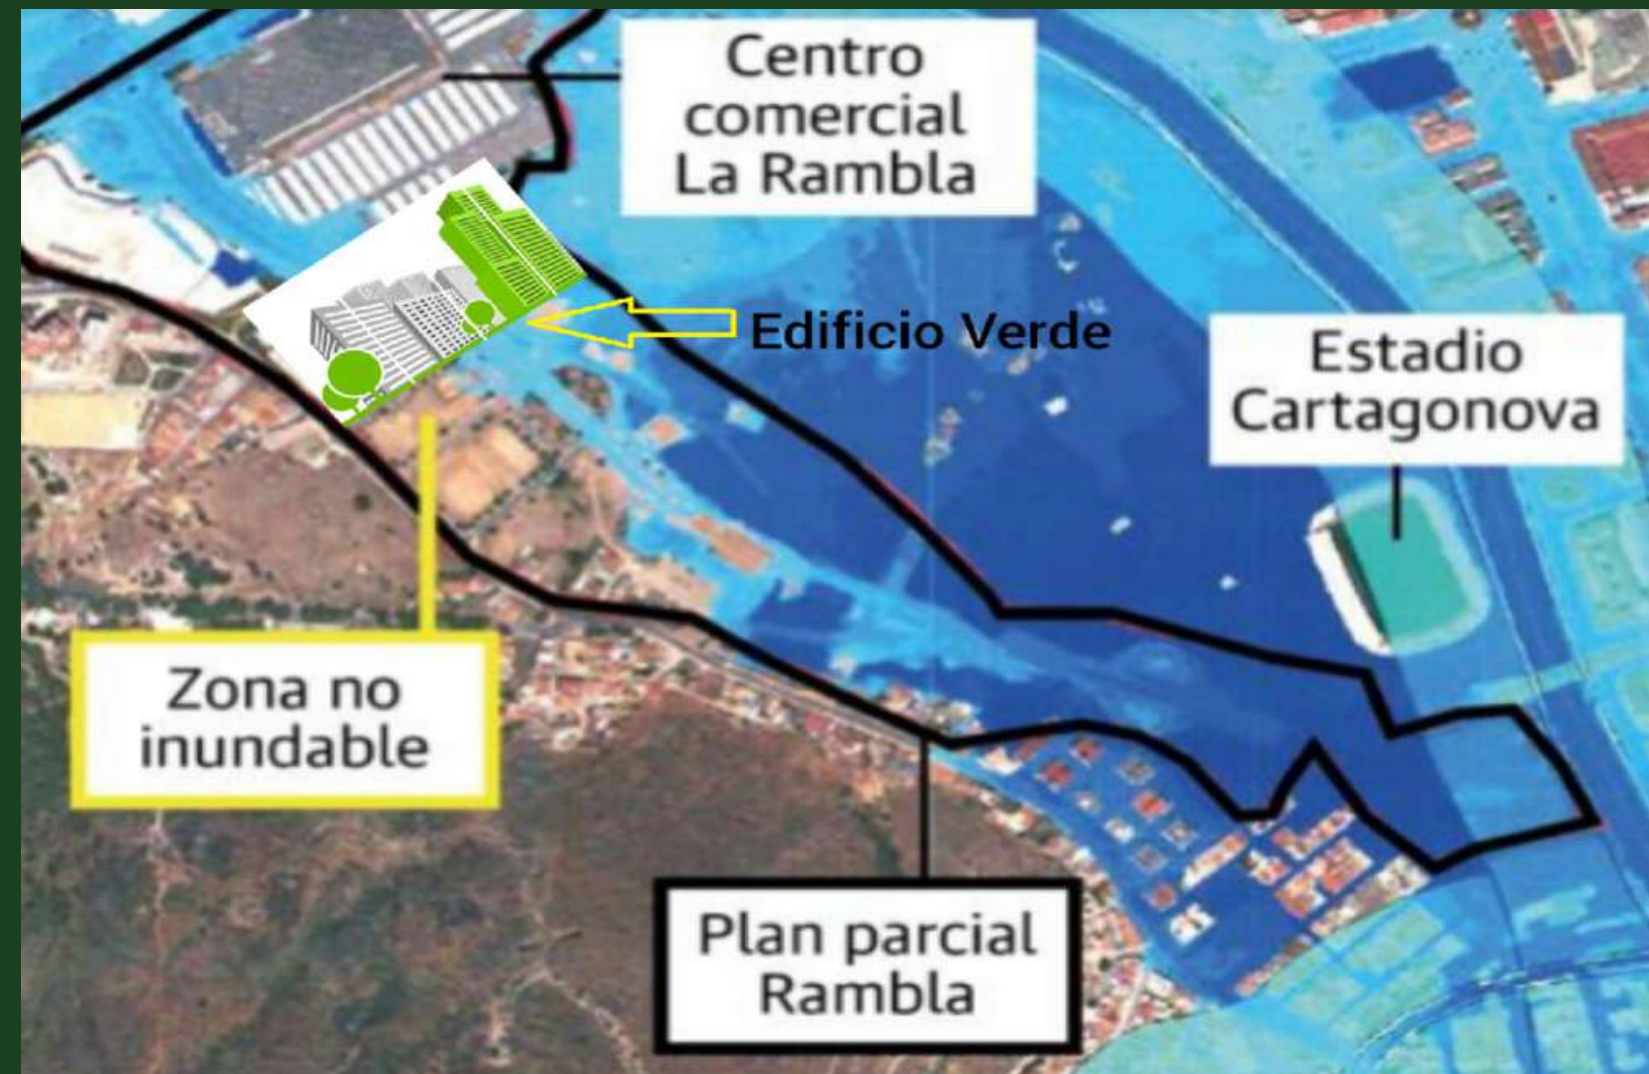 Centro
comercial
La Rambla
Edificio Verde
Estadio
Cartagonova
Zona no
inundable
Plan parcial
Rambla